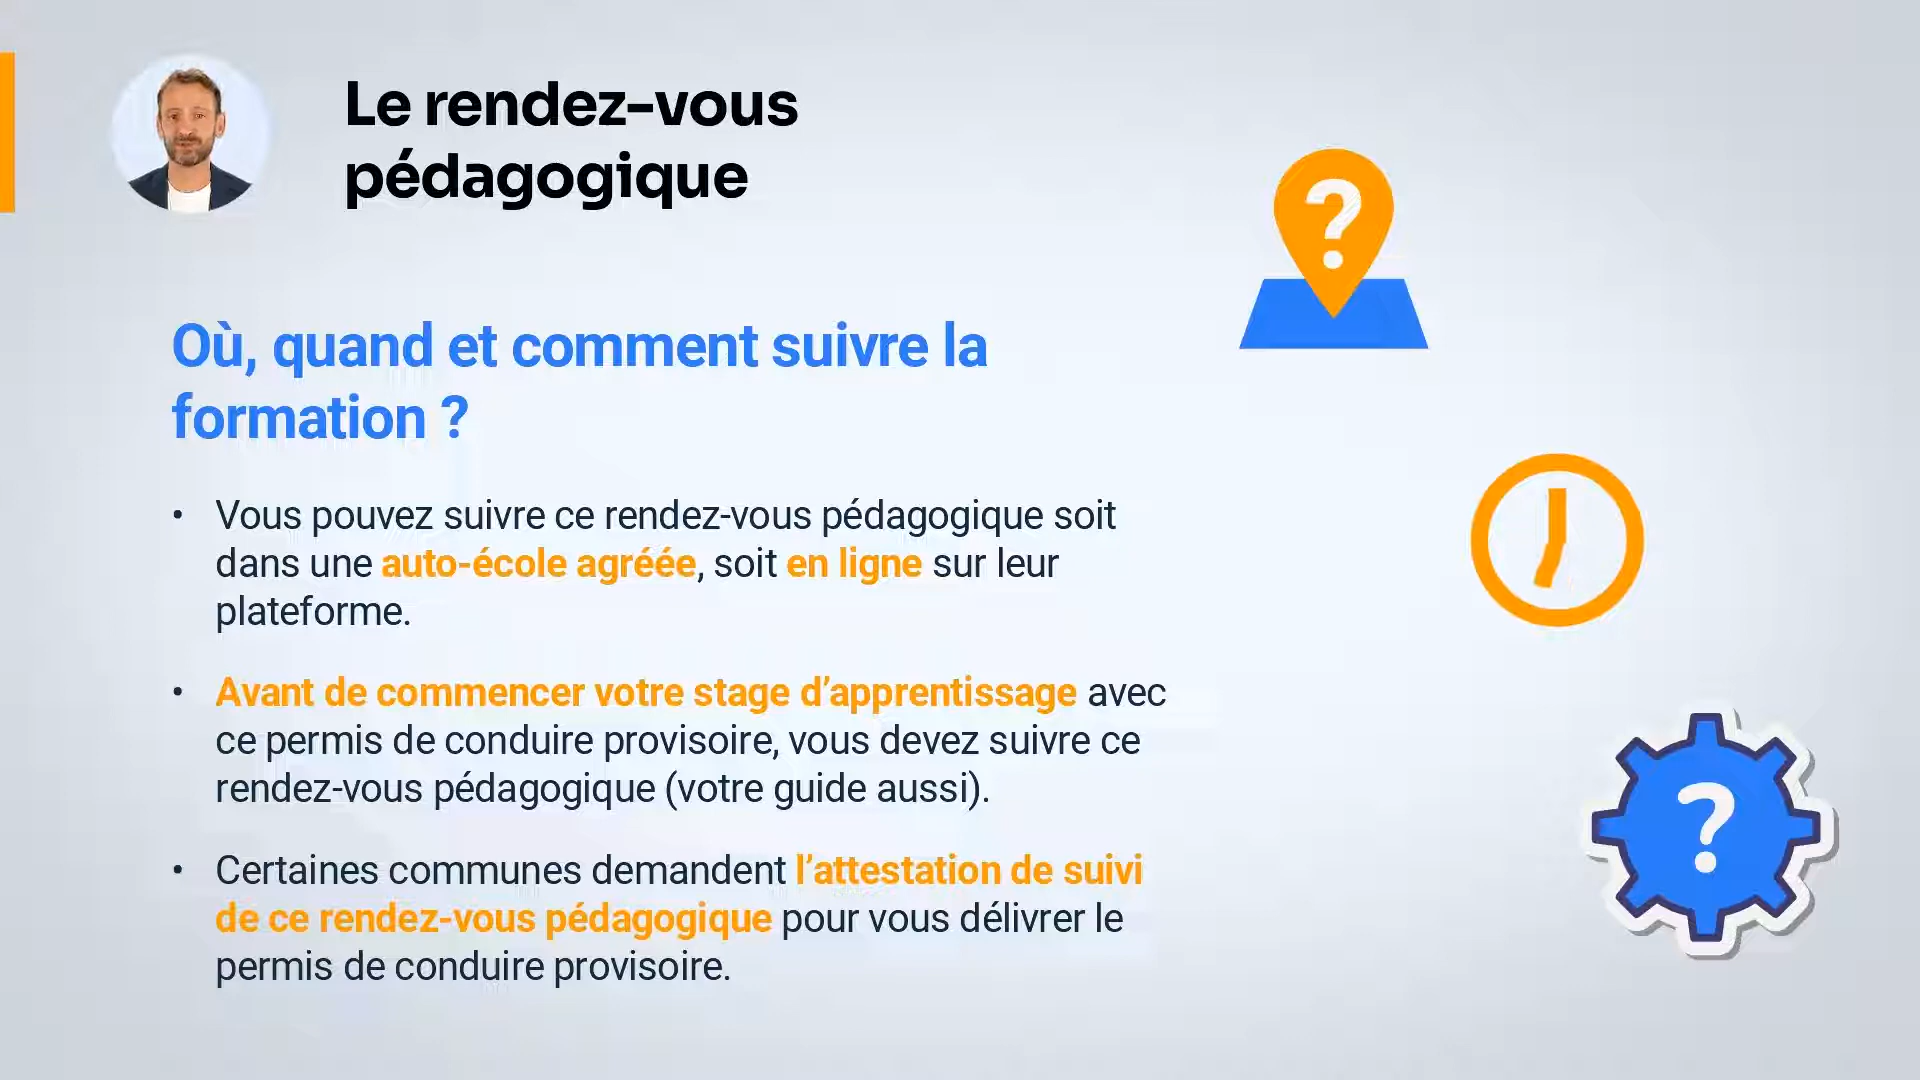 Le rendez-vous
pédagogique
?
Où, quand et comment suivre la
formation ?
• Vous pouvez suivre ce rendez-vous pédagogique soit
dans une auto-école agréée, soit en ligne sur leur
plateforme.
• Avant de commencer votre stage d’apprentissage avec
ce permis de conduire provisoire, vous devez suivre ce
rendez-vous pédagogique (votre guide aussi).
?
• Certaines communes demandent l’attestation de suivi
de ce rendez-vous pédagogique pour vous délivrer le
permis de conduire provisoire.